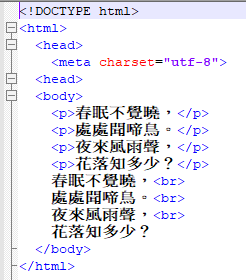 <!DOCTYPE html>
<html>
<head>
<meta charset="utf-8">
<head>
<body>
<p>春眠不覺曉，</p>
<p>處處聞啼鳥。</p>
<p>夜來風雨聲，</p>
<p>花落知多少？</p>
春眠不覺曉，<br>
處處聞啼鳥。<br>
夜來風雨聲，<br>
花落知多少？
</body>
</html>